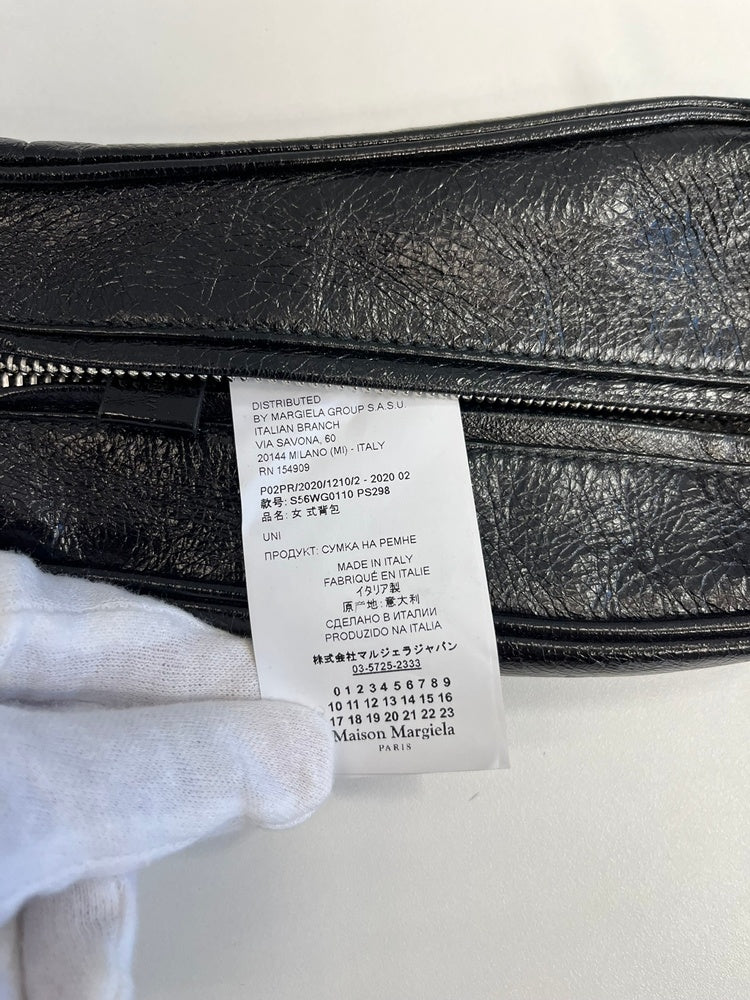 DISTRIBUTED
BY MARGIELA GROUP S.A.S.U.
ITALIAN BRANCH
VIA SAVONA, 60
20144 MILANO (MI) - ITALY
RN 154909
P02PR/2020/1210/2 - 2020 02
款号: S56WG0110 PS298
品名: 女 式背包
UNI
ПРОДУКТ: СУМКА НА РЕМНЕ
MADE IN ITALY
FABRIQUÉ EN ITALIE
イタリア製
原产地: 意大利
СДЕЛАНО В ИТАЛИИ
PRODUZIDO NA ITALIA
株式会社マルジェラジャパン
03-5725-2333
0 1 2 3 4 5 6 7 8 9
10 11 12 13 14 15 16
17 18 19 20 21 22 23
Maison Margiela
PARIS